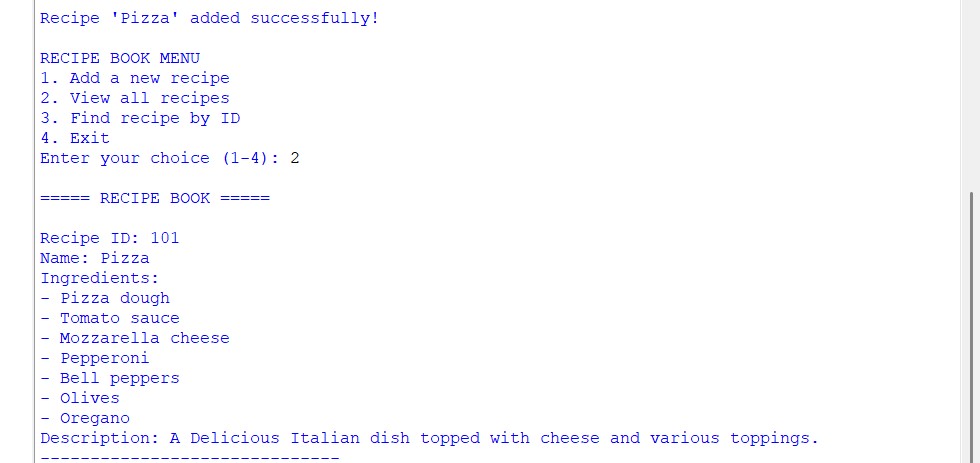 Recipe 'Pizza' added successfully!
RECIPE BOOK MENU
1. Add a new recipe
2. View all recipes
3. Find recipe by ID
4. Exit
Enter your choice (1-4): 2
===== RECIPE BOOK =====
Recipe ID: 101
Name: Pizza
Ingredients:
- Pizza dough
- Tomato sauce
- Mozzarella cheese
- Pepperoni
- Bell peppers
- Olives
- Oregano
Description: A Delicious Italian dish topped with cheese and various toppings.
------------------------------